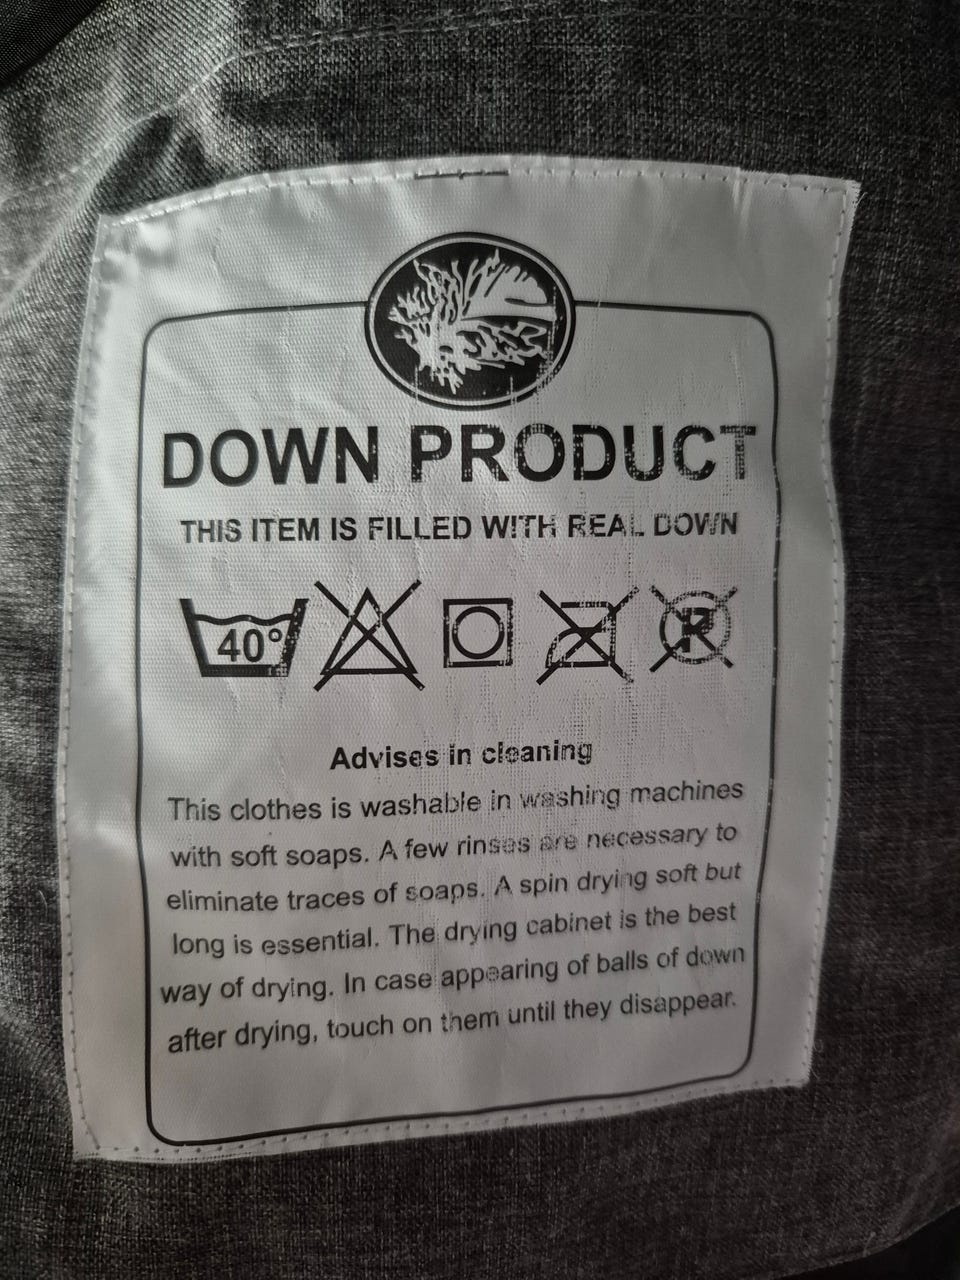 DOWN PRODUCT
THIS ITEM IS FILLED WITH REAL DOWN
40°
R
Advises in cleaning
This clothes is washable in washing machines
with soft soaps. A few rinses are necessary to
eliminate traces of soaps. A spin drying soft but
long is essential. The drying cabinet is the best
way of drying. In case appearing of balls of down
after drying, touch on them until they disappear.